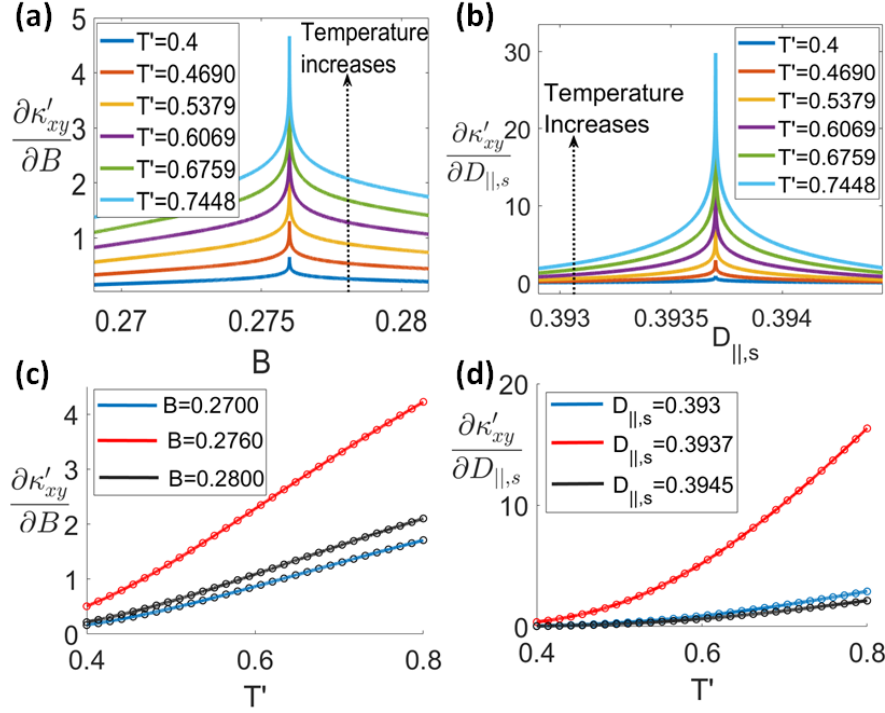 (a)
5
4
3
2
1
∂κ′xy
∂B
T'=0.4
T'=0.4690
T'=0.5379
T'=0.6069
T'=0.6759
T'=0.7448
Temperature
increases
0.27
0.275
0.28
B
(b)
30
20
10
0
∂κ′xy
∂D||,s
Temperature
Increases
T'=0.4
T'=0.4690
T'=0.5379
T'=0.6069
T'=0.6759
T'=0.7448
0.393
0.3935
0.394
D||,s
(c)
4
3
2
1
0
∂κ′xy
∂B
B=0.2700
B=0.2760
B=0.2800
0.4
0.6
0.8
T'
(d)
20
10
0
∂κ′xy
∂D||,s
D||,s=0.393
D||,s=0.3937
D||,s=0.3945
0.4
0.6
0.8
T'